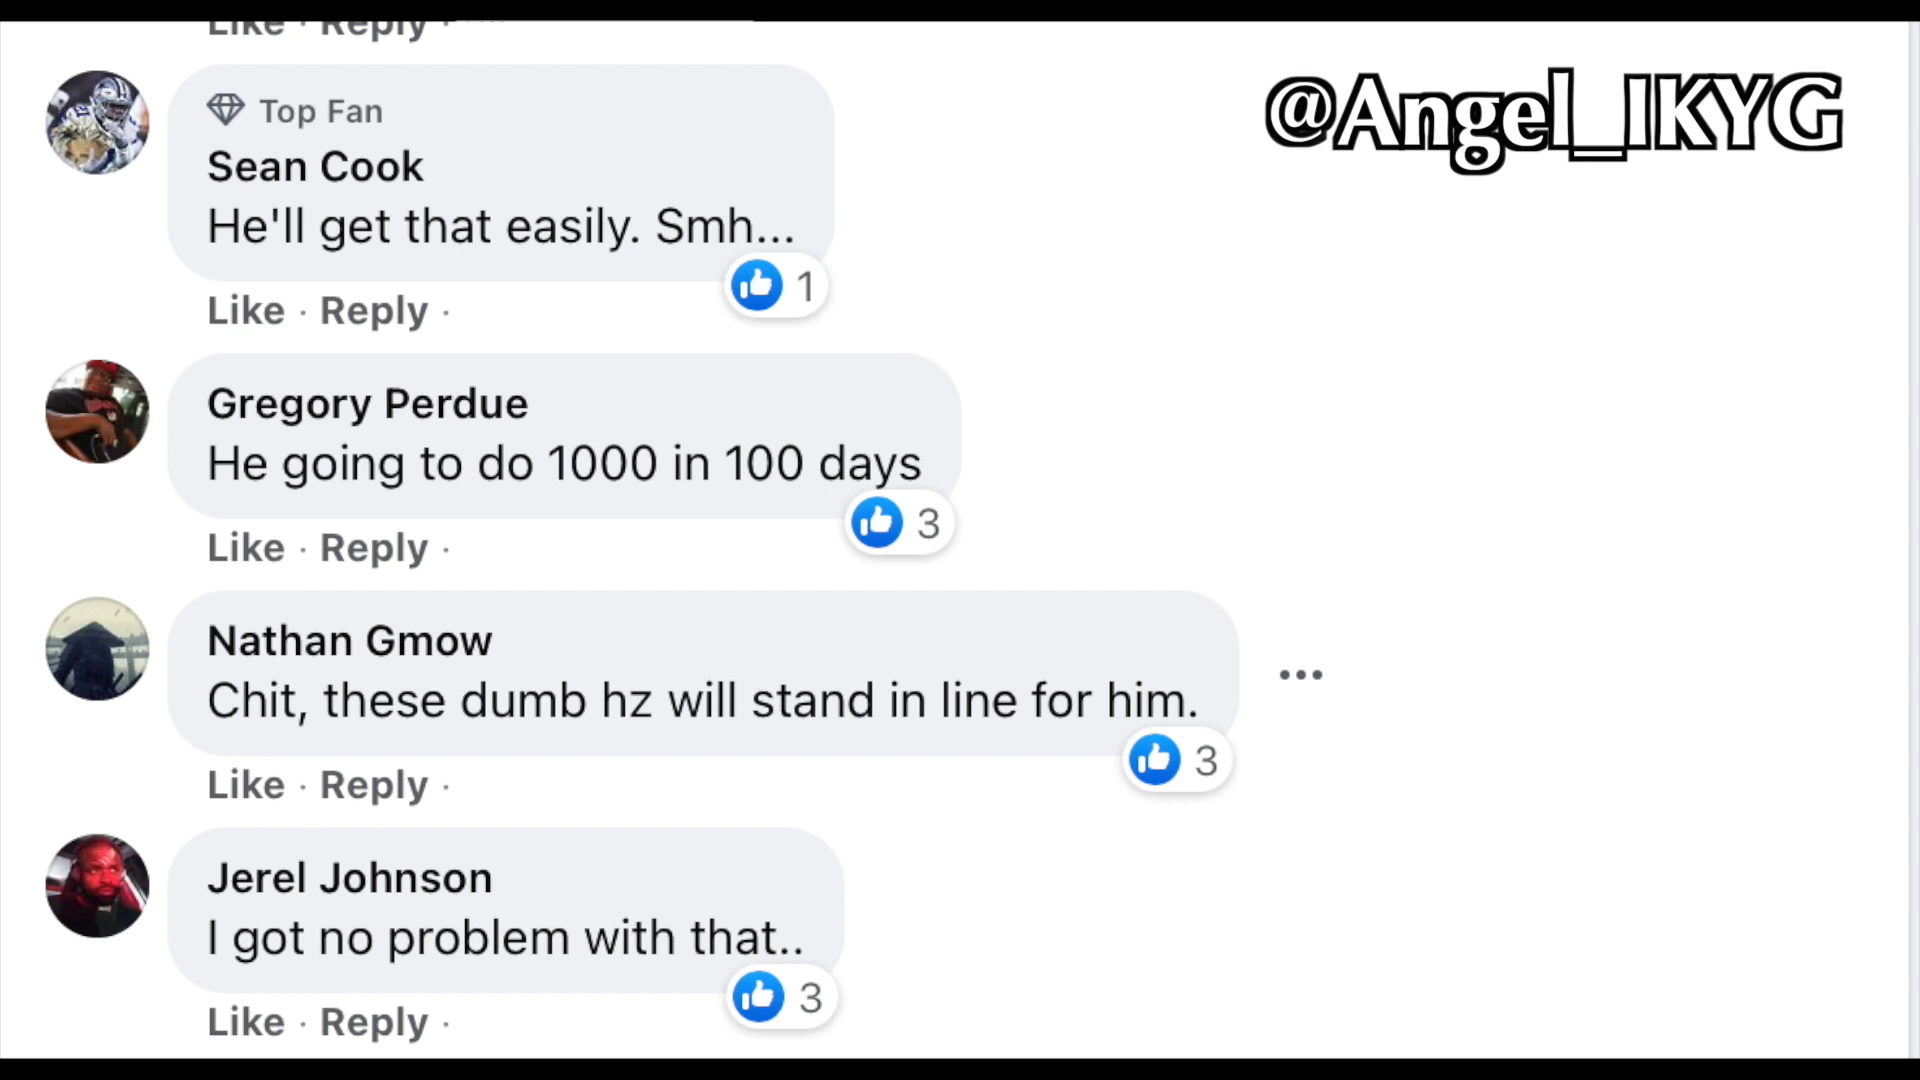 Like · Reply ·
@Angel_IKYG
Top Fan
Sean Cook
He'll get that easily. Smh...
1
Like · Reply ·
Gregory Perdue
He going to do 1000 in 100 days
3
Like · Reply ·
Nathan Gmow
Chit, these dumb hz will stand in line for him.
3
Like · Reply ·
Jerel Johnson
I got no problem with that..
3
Like · Reply ·